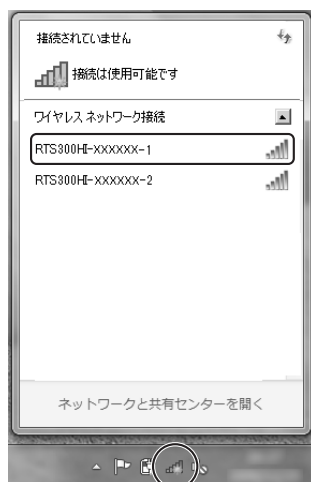 接続されていません
接続は使用可能です
ワイヤレス ネットワーク接続
RTS300HI-XXXXXX-1
RTS300HI-XXXXXX-2
ネットワークと共有センターを開く